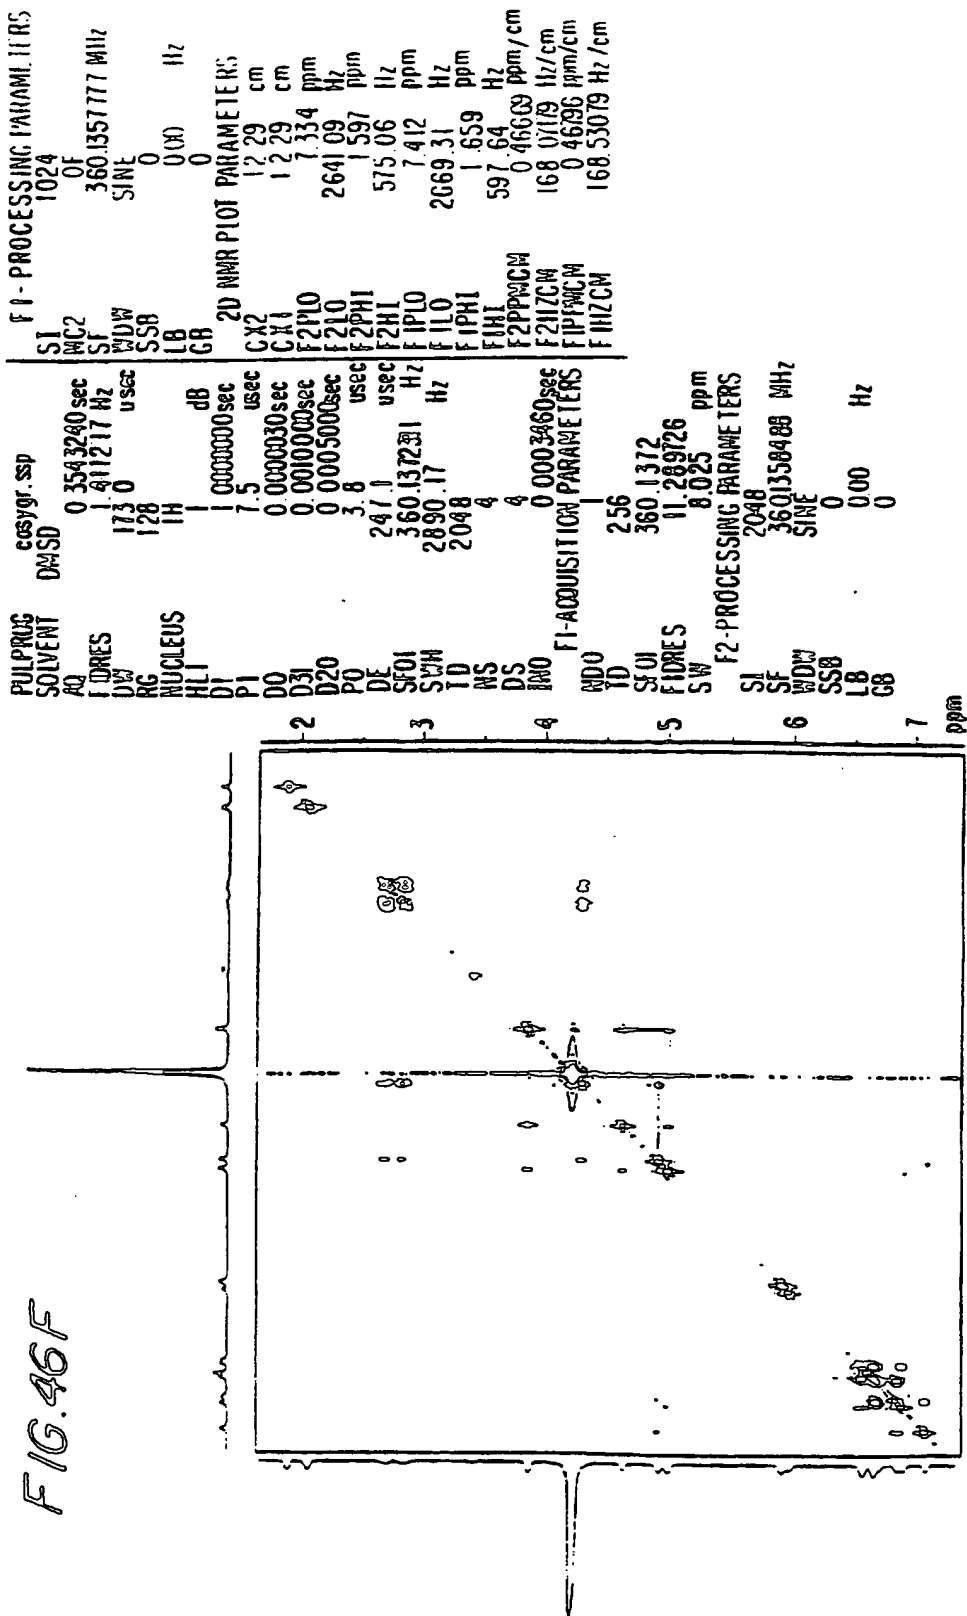 FIG. 46F
PULPROG cosygr.ssp
SOLVENT DMSD
AQ 0.3543240 sec
FIDRES 1.411217 Hz
DW 173.0 usec
RG 128
NUCLEUS 1H
HL1 1 dB
D1 1.0000000 sec
P1 7.5 usec
D0 0.0000030 sec
D31 0.0010000 sec
D20 0.0005000 sec
P0 3.8 usec
DE 247.1 usec
SFO1 360.1372311 Hz
SWH 2890.17 Hz
TD 2048
NS 4
DS 4
IN0 0.0003460 sec
F1-ACQUISITION PARAMETERS
ND0 1
TD 256
SFO1 360.1372
FIDRES 11.289726
SW 8.025 ppm
F2-PROCESSING PARAMETERS
SI 2048
SF 360.1358488 MHz
WDW SINE
SSB 0
LB 0.00 Hz
GB 0
F1-PROCESSING PARAMETERS
SI 1024
MC2 QF
SF 360.1357777 MHz
WDW SINE
SSB 0
LB 0.00 Hz
GB 0
2D NMR PLOT PARAMETERS
CX2 12.29 cm
CX1 12.29 cm
F2PLO 7.334 ppm
F2LO 2641.09 Hz
F2PHI 1.597 ppm
F2HI 575.06 Hz
F1PLO 7.412 ppm
F1LO 2669.31 Hz
F1PHI 1.659 ppm
F1HI 597.64 Hz
F2PPMCM 0.46669 ppm/cm
F2HZCM 168.07179 Hz/cm
F1PPMCM 0.46796 ppm/cm
F1HZCM 168.53079 Hz/cm
2
3
4
5
6
7
ppm